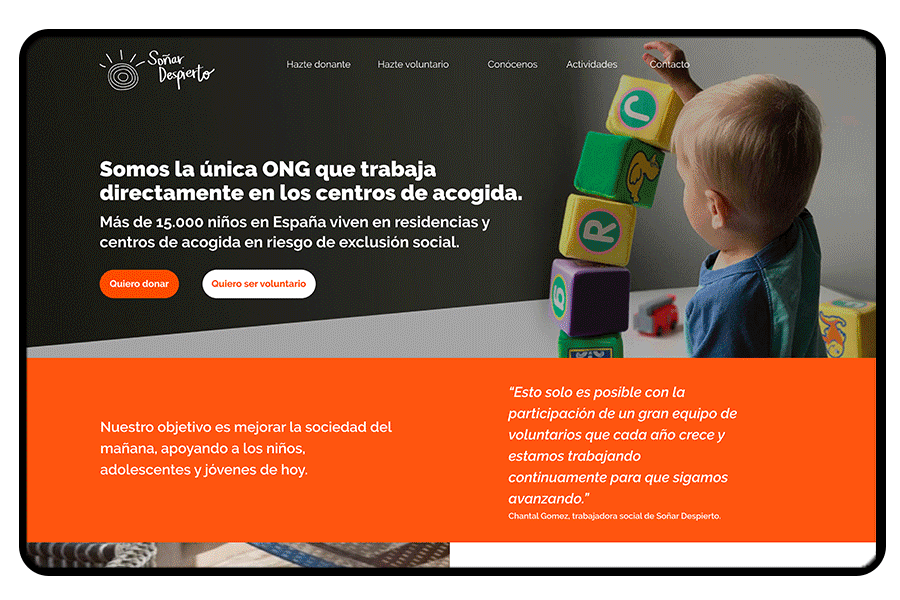 Soñar
Despierto
Hazte donante
Hazte voluntario
Conócenos
Actividades
Contacto
Somos la única ONG que trabaja
directamente en los centros de acogida.
Más de 15.000 niños en España viven en residencias y
centros de acogida en riesgo de exclusión social.
Quiero donar
Quiero ser voluntario
J
R
Nuestro objetivo es mejorar la sociedad del
mañana, apoyando a los niños,
adolescentes y jóvenes de hoy.
“Esto solo es posible con la
participación de un gran equipo de
voluntarios que cada año crece y
estamos trabajando
continuamente para que sigamos
avanzando.”
Chantal Gomez, trabajadora social de Soñar Despierto.